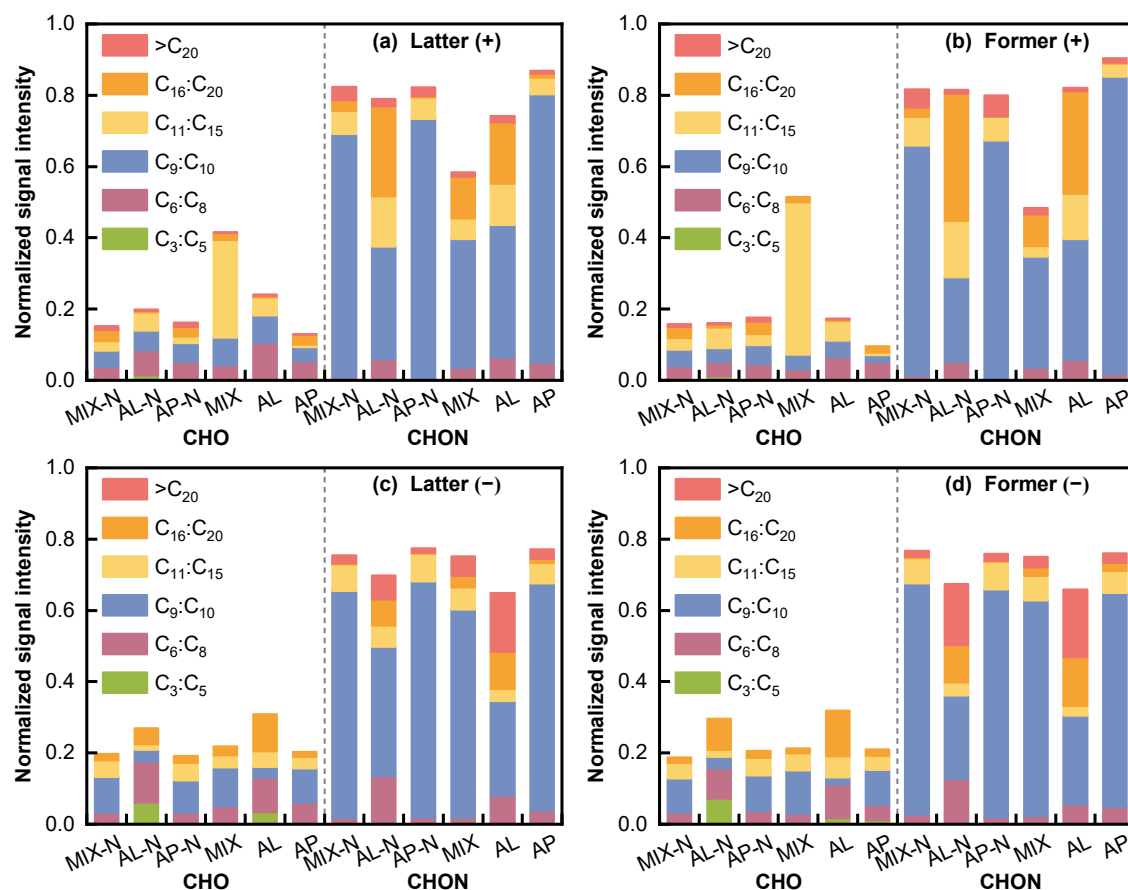 (a) Latter (+)
Normalized signal intensity
1.0
0.8
0.6
0.4
0.2
0.0
>C20
C16:C20
C11:C15
C9:C10
C6:C8
C3:C5
MIX-N AL-N AP-N MIX AL AP MIX-N AL-N AP-N MIX AL AP
CHO CHON
(b) Former (+)
Normalized signal intensity
1.0
0.8
0.6
0.4
0.2
0.0
>C20
C16:C20
C11:C15
C9:C10
C6:C8
C3:C5
MIX-N AL-N AP-N MIX AL AP MIX-N AL-N AP-N MIX AL AP
CHO CHON
(c) Latter (−)
Normalized signal intensity
1.0
0.8
0.6
0.4
0.2
0.0
>C20
C16:C20
C11:C15
C9:C10
C6:C8
C3:C5
MIX-N AL-N AP-N MIX AL AP MIX-N AL-N AP-N MIX AL AP
CHO CHON
(d) Former (−)
Normalized signal intensity
1.0
0.8
0.6
0.4
0.2
0.0
>C20
C16:C20
C11:C15
C9:C10
C6:C8
C3:C5
MIX-N AL-N AP-N MIX AL AP MIX-N AL-N AP-N MIX AL AP
CHO CHON